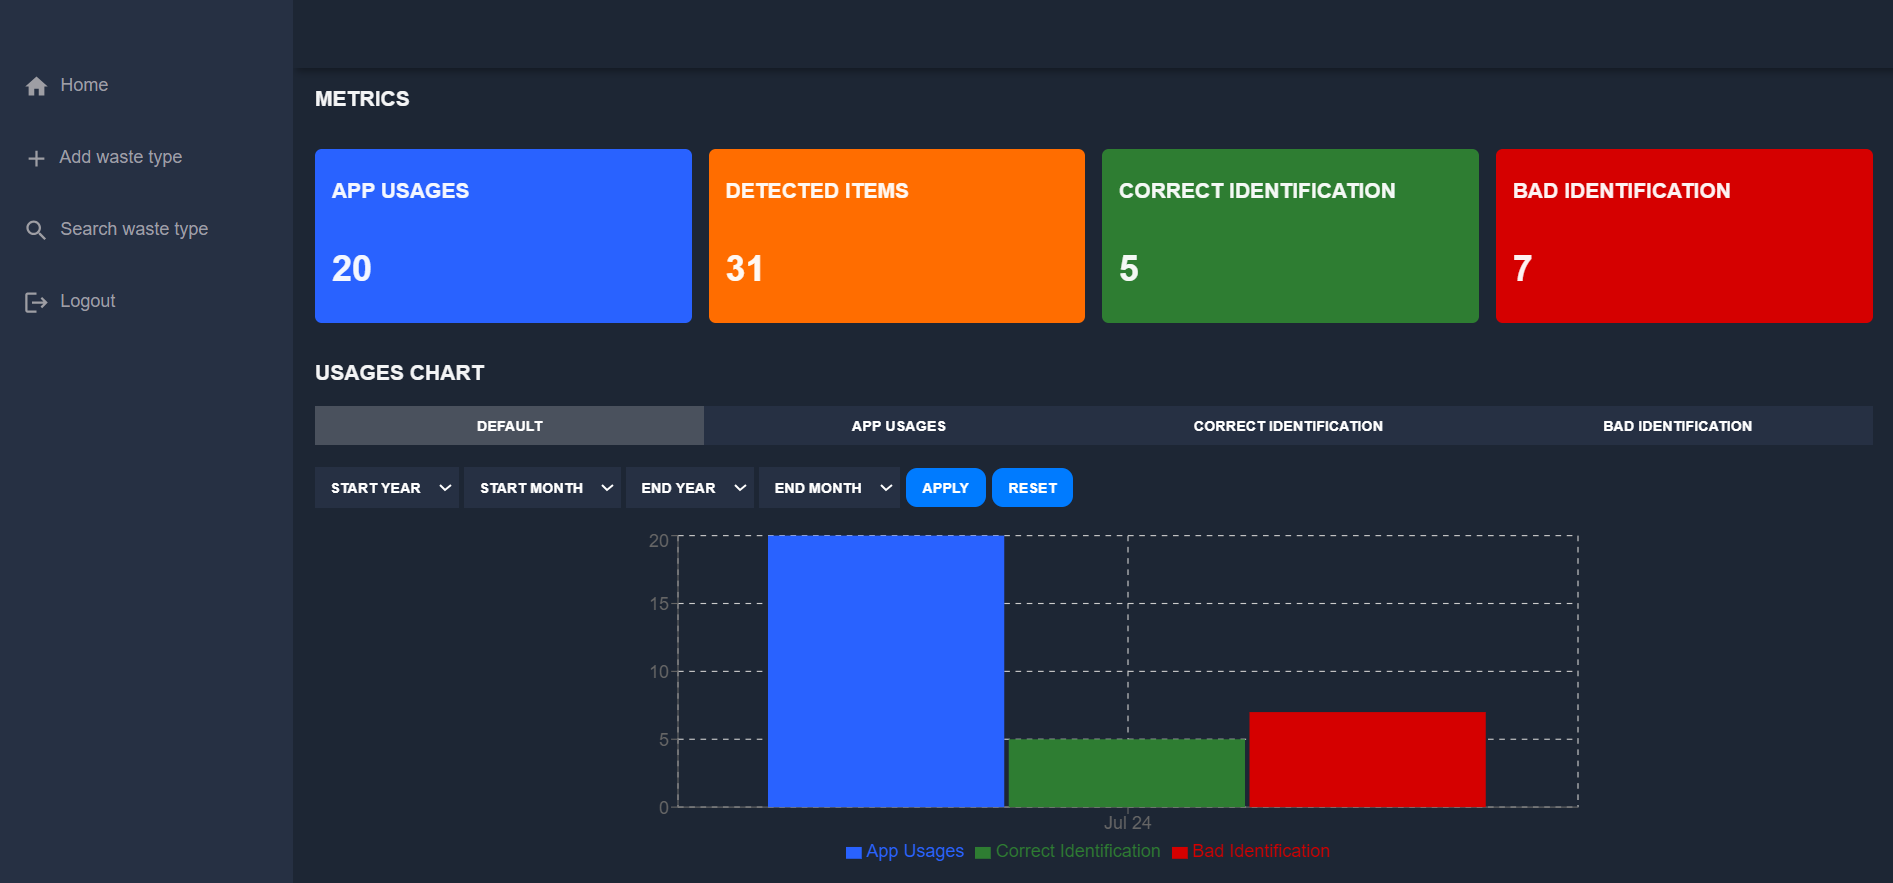 Home
Add waste type
Search waste type
Logout
METRICS
APP USAGES
20
DETECTED ITEMS
31
CORRECT IDENTIFICATION
5
BAD IDENTIFICATION
7
USAGES CHART
DEFAULT APP USAGES CORRECT IDENTIFICATION BAD IDENTIFICATION
START YEAR START MONTH END YEAR END MONTH APPLY RESET
20
15
10
5
0
Jul 24
App Usages Correct Identification Bad Identification